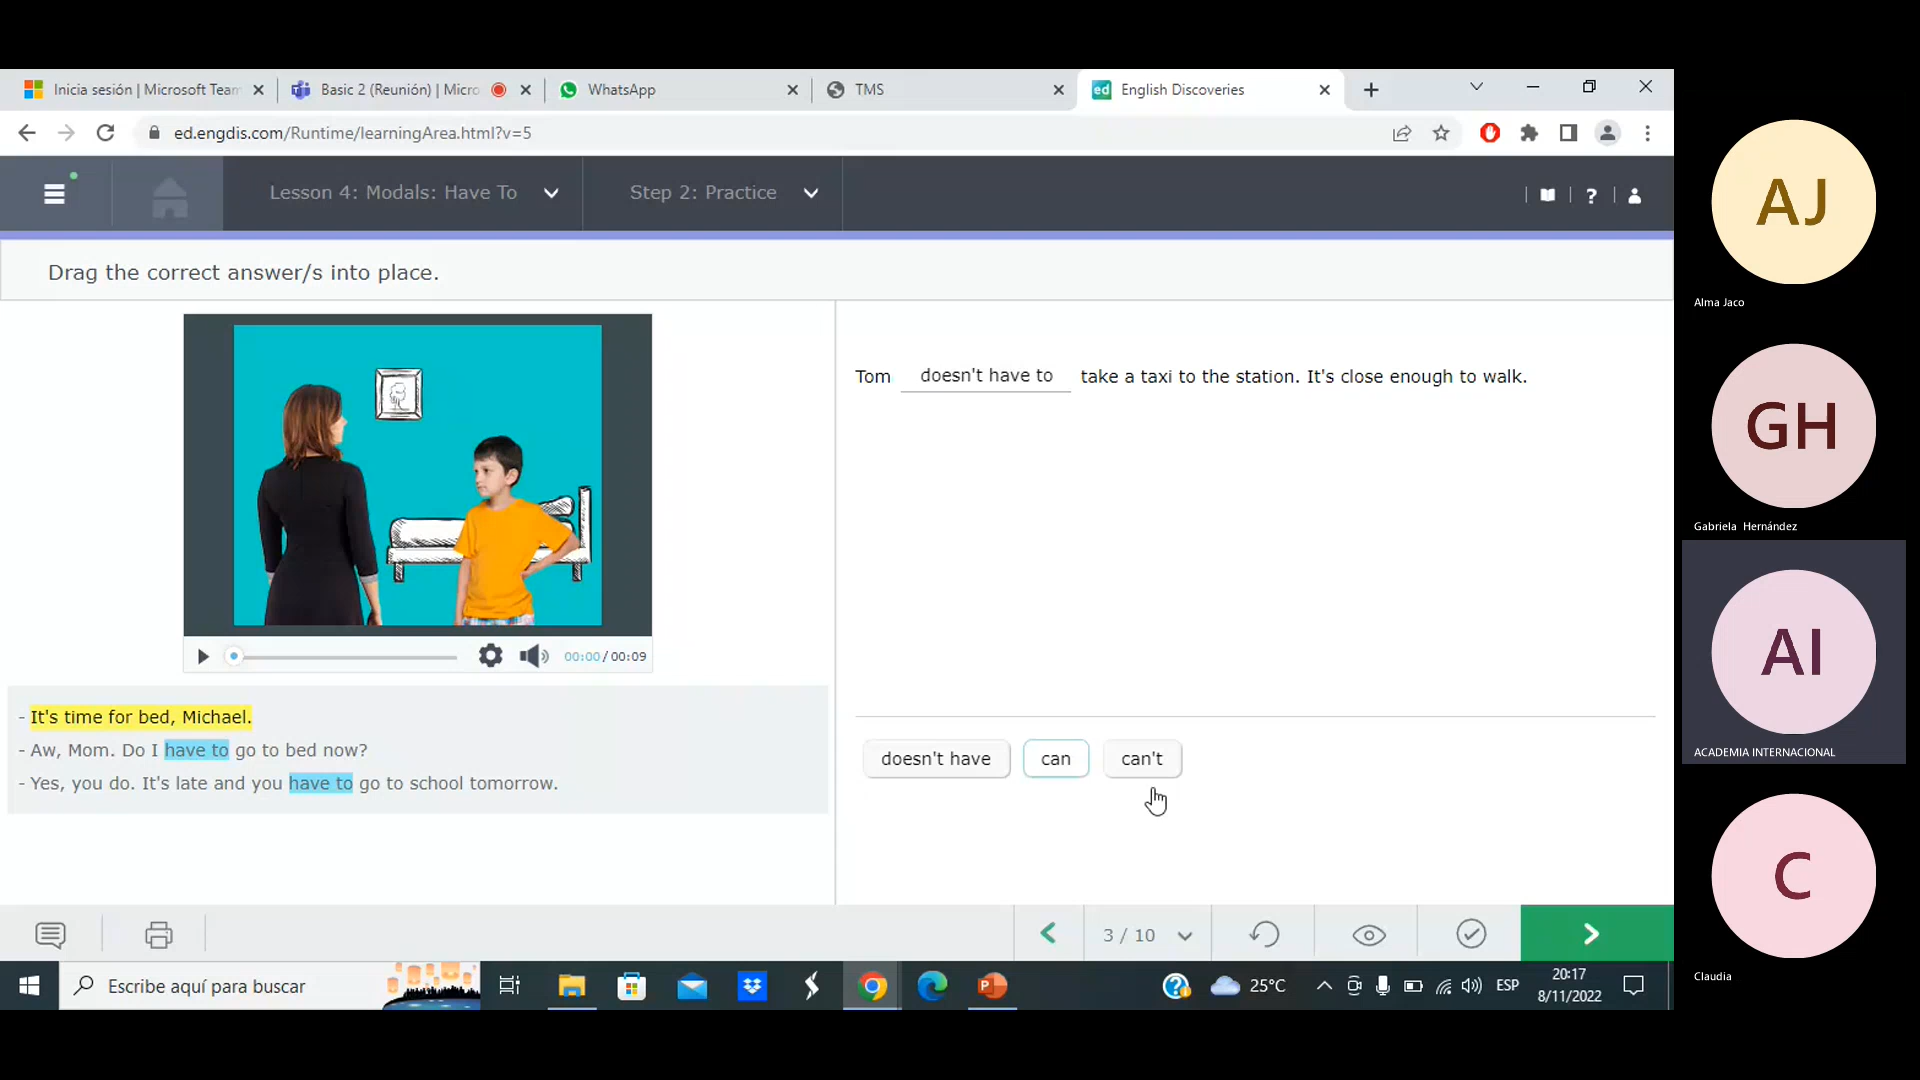 Inicia sesión | Microsoft Team
Basic 2 (Reunión) | Micro
WhatsApp
TMS
ed
English Discoveries
ed.engdis.com/Runtime/learningArea.html?v=5
Lesson 4: Modals: Have To
Step 2: Practice
?
Drag the correct answer/s into place.
Tom doesn't have to take a taxi to the station. It's close enough to walk.
00:00/00:09
- It's time for bed, Michael.
- Aw, Mom. Do I have to go to bed now?
- Yes, you do. It's late and you have to go to school tomorrow.
doesn't have
can
can't
3 / 10
Escribe aquí para buscar
P
?
25°C
ESP
20:17
8/11/2022
AJ
Alma Jaco
GH
Gabriela Hernández
AI
ACADEMIA INTERNACIONAL
C
Claudia